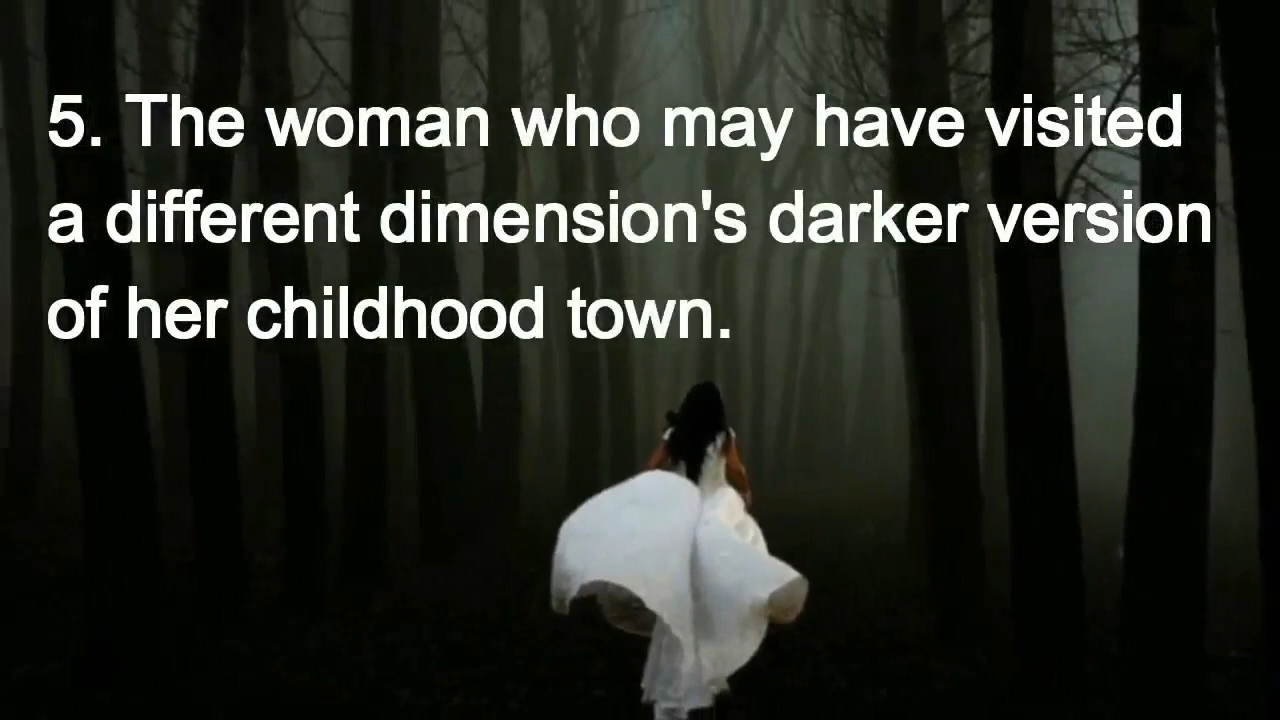 5. The woman who may have visited
a different dimension's darker version
of her childhood town.